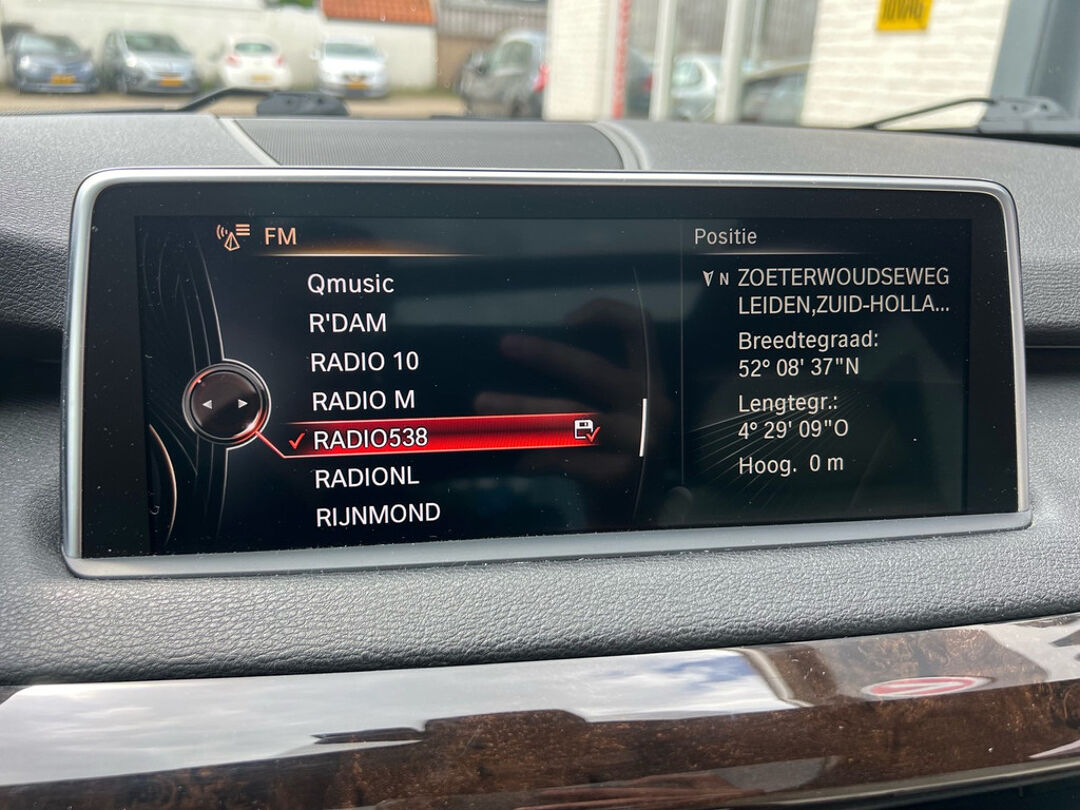 FM
Qmusic
R'DAM
RADIO 10
RADIO M
RADIO538
RADIONL
RIJNMOND
Positie
N ZOETERWOUDSEWEG
LEIDEN,ZUID-HOLLA...
Breedtegraad:
52° 08' 37"N
Lengtegr.:
4° 29' 09"O
Hoog. 0 m